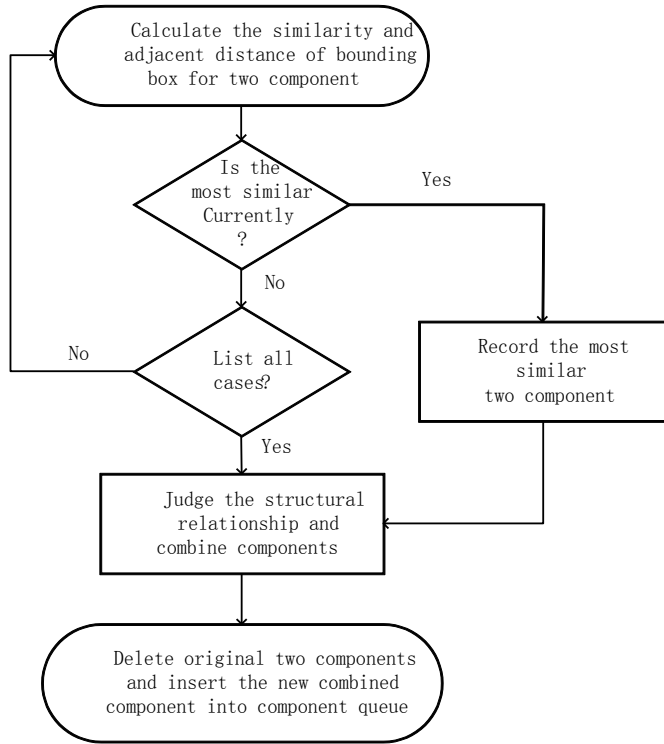 Calculate the similarity and
adjacent distance of bounding
box for two component
Is the
most similar
Currently
?
Yes
No
List all
cases?
No
Record the most
similar
two component
Yes
Judge the structural
relationship and
combine components
Delete original two components
and insert the new combined
component into component queue